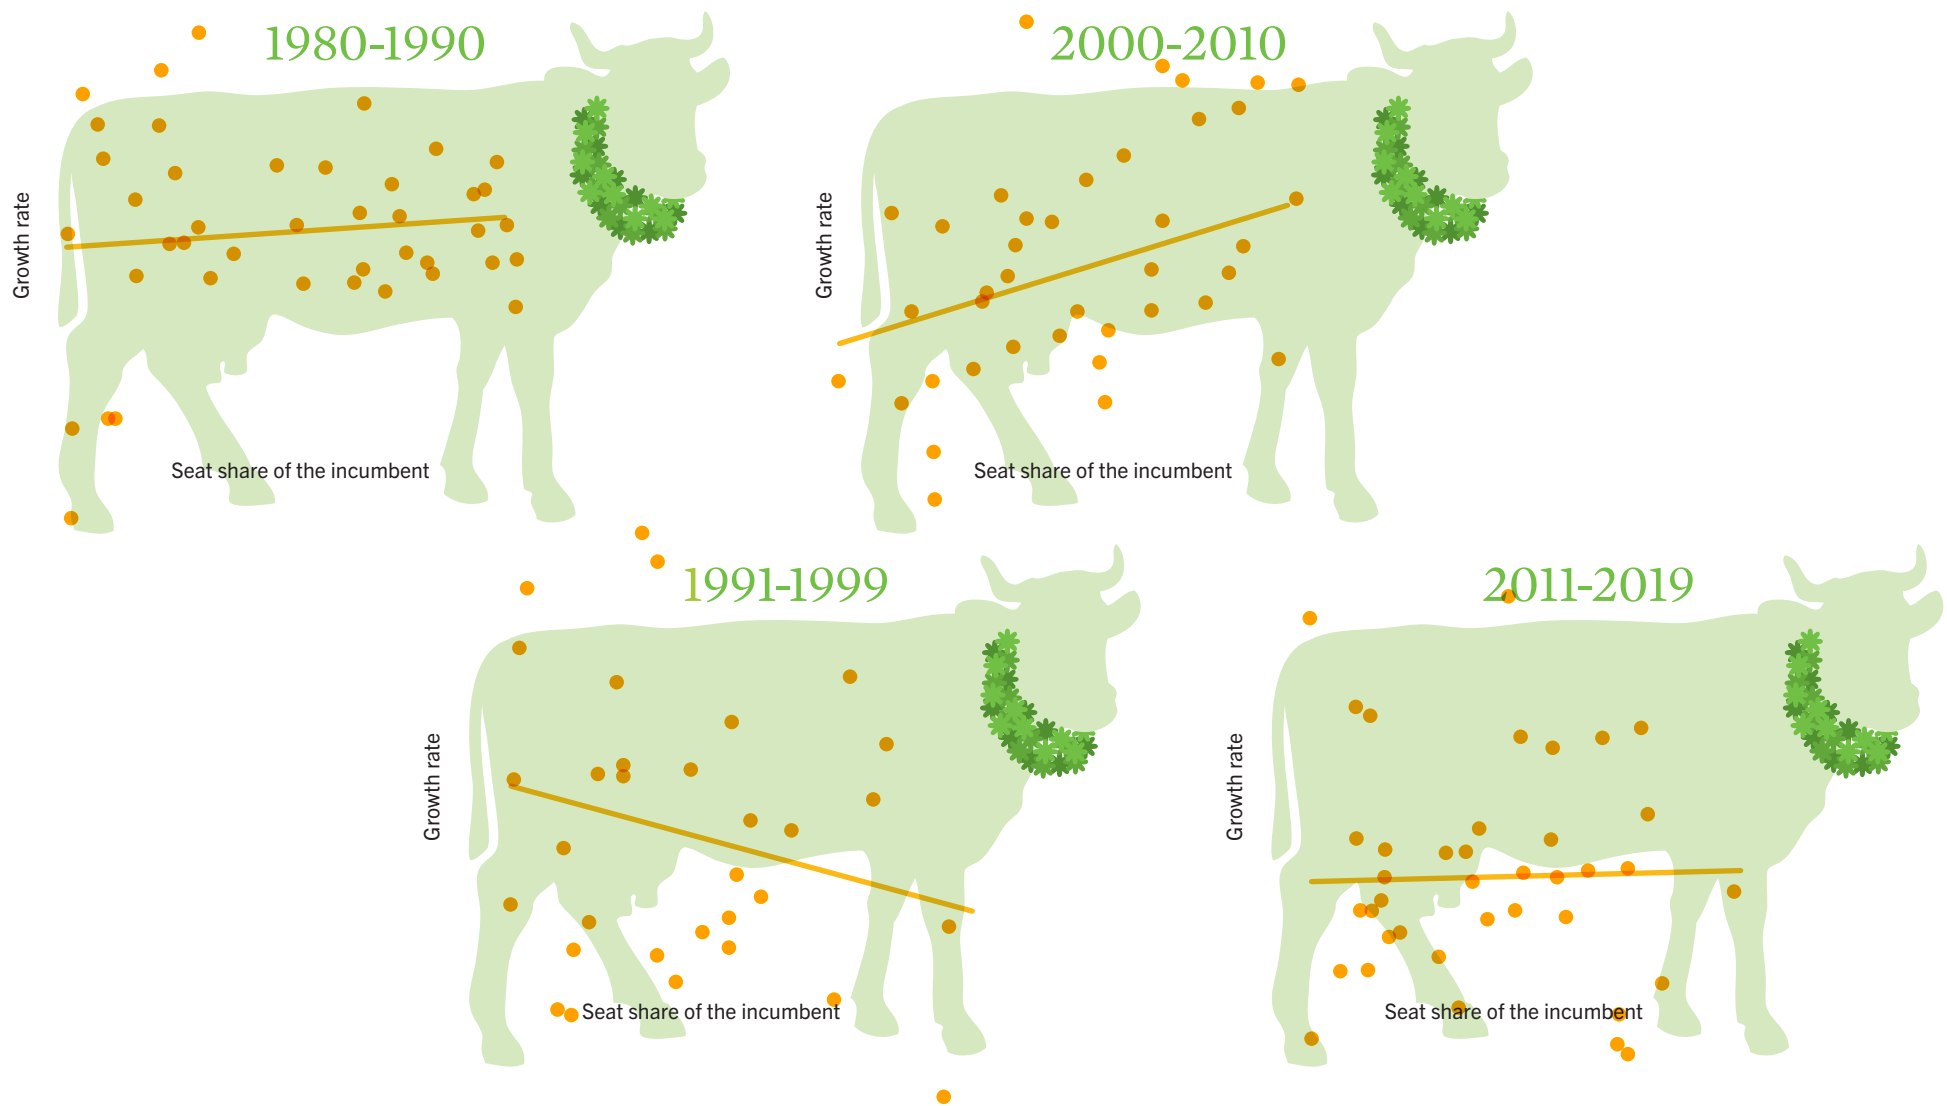 1980-1990
Growth rate
Seat share of the incumbent
2000-2010
Growth rate
Seat share of the incumbent
1991-1999
Growth rate
Seat share of the incumbent
2011-2019
Growth rate
Seat share of the incumbent